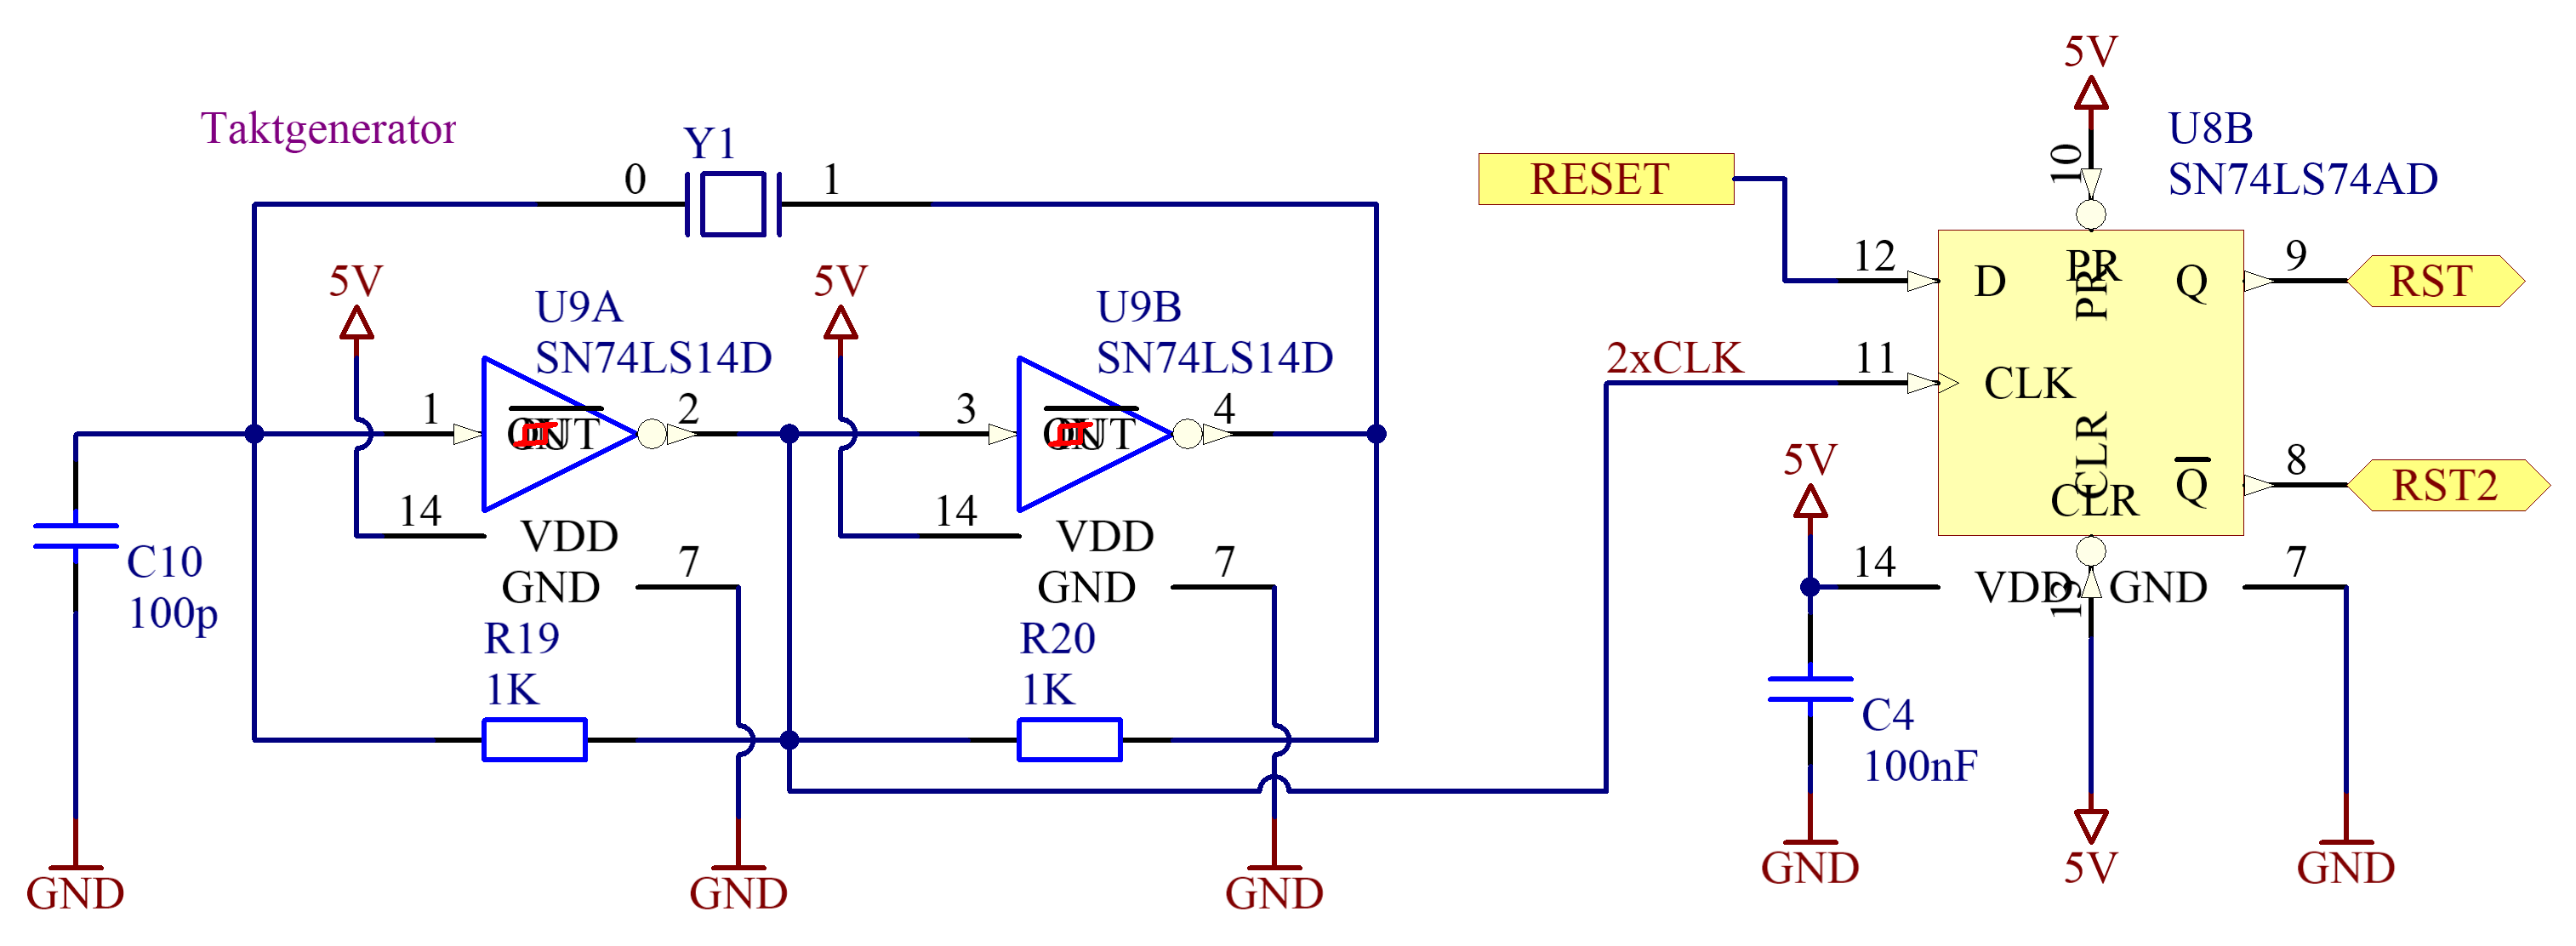 Taktgenerator
Y1
0
1
5V
U9A
SN74LS14D
1
2
OUT
14
VDD
GND
7
5V
U9B
SN74LS14D
3
4
OUT
14
VDD
GND
7
C10
100p
R19
1K
R20
1K
GND
GND
GND
RESET
2xCLK
5V
10
U8B
SN74LS74AD
12
D
PR
PR
Q
9
RST
11
CLK
CLR
CLR
Q
8
RST2
5V
14
VDD
13
GND
7
C4
100nF
GND
5V
GND